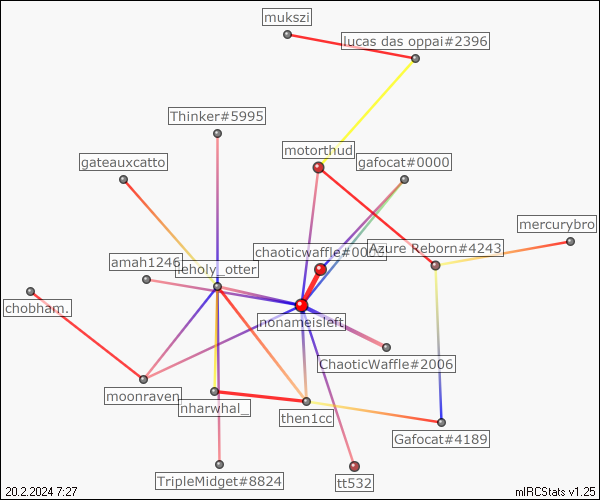 mukszi
lucas das oppai#2396
Thinker#5995
motorthud
gateauxcatto
gafocat#0000
mercurybro
chaoticwaffle#00
Azure Reborn#4243
amah1246
leholy_otter
chobham.
nonameisleft
ChaoticWaffle#2006
moonraven
nharwhal_
then1cc
Gafocat#4189
TripleMidget#8824
tt532
20.2.2024 7:27
mIRCStats v1.25